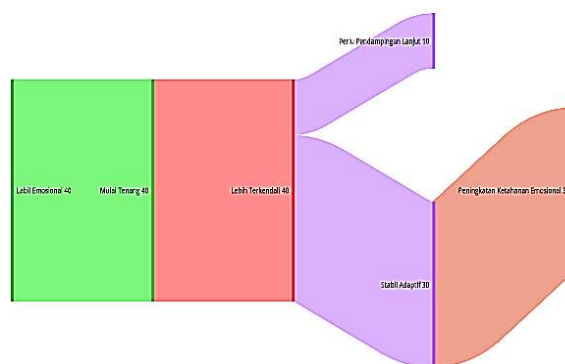 Perlu Pendampingan Lanjut 10
Labil Emosional 40
Mulai Tenang 40
Lebih Terkendali 40
Peningkatan Ketahanan Emosional 3
Stabil Adaptif 30